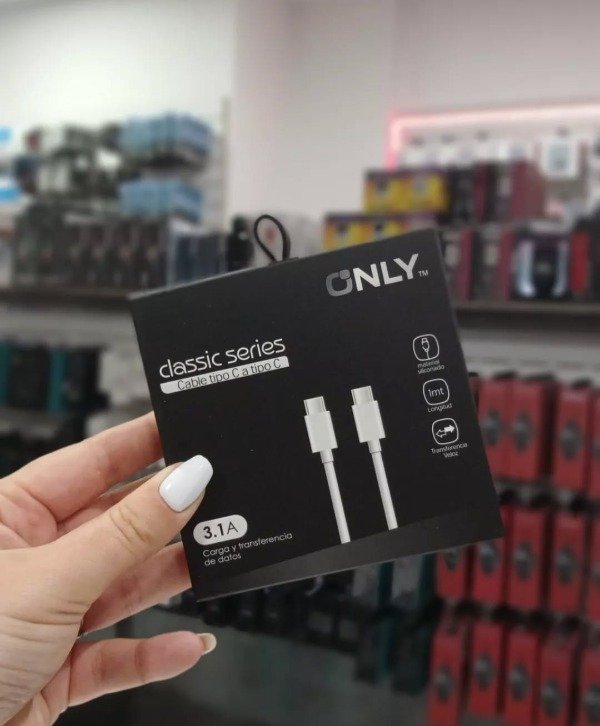 ONLY™
classic series
Cable tipo C a tipo C
material
siliconado
1mt
Longitud
Transferencia
Veloz
3.1A
Carga y transferencia
de datos